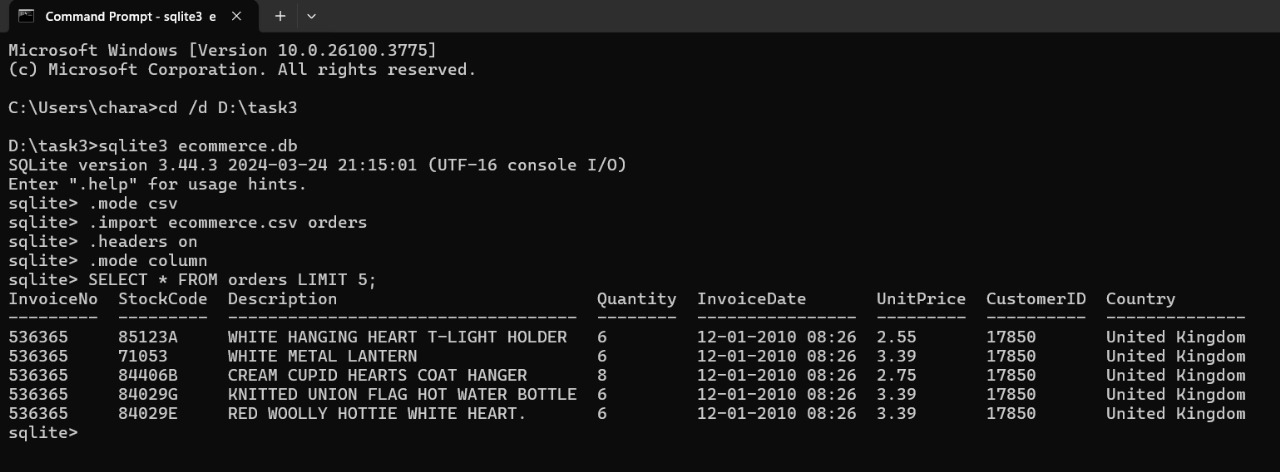 Command Prompt - sqlite3 e
Microsoft Windows [Version 10.0.26100.3775]
(c) Microsoft Corporation. All rights reserved.
C:\Users\chara>cd /d D:\task3
D:\task3>sqlite3 ecommerce.db
SQLite version 3.44.3 2024-03-24 21:15:01 (UTF-16 console I/O)
Enter ".help" for usage hints.
sqlite> .mode csv
sqlite> .import ecommerce.csv orders
sqlite> .headers on
sqlite> .mode column
sqlite> SELECT * FROM orders LIMIT 5;
InvoiceNo  StockCode  Description                          Quantity  InvoiceDate       UnitPrice  CustomerID  Country
---------  ---------  -----------------------------------  --------  ----------------  ---------  ----------  --------------
536365     85123A     WHITE HANGING HEART T-LIGHT HOLDER   6         12-01-2010 08:26  2.55       17850       United Kingdom
536365     71053      WHITE METAL LANTERN                  6         12-01-2010 08:26  3.39       17850       United Kingdom
536365     84406B     CREAM CUPID HEARTS COAT HANGER       8         12-01-2010 08:26  2.75       17850       United Kingdom
536365     84029G     KNITTED UNION FLAG HOT WATER BOTTLE  6         12-01-2010 08:26  3.39       17850       United Kingdom
536365     84029E     RED WOOLLY HOTTIE WHITE HEART.       6         12-01-2010 08:26  3.39       17850       United Kingdom
sqlite>